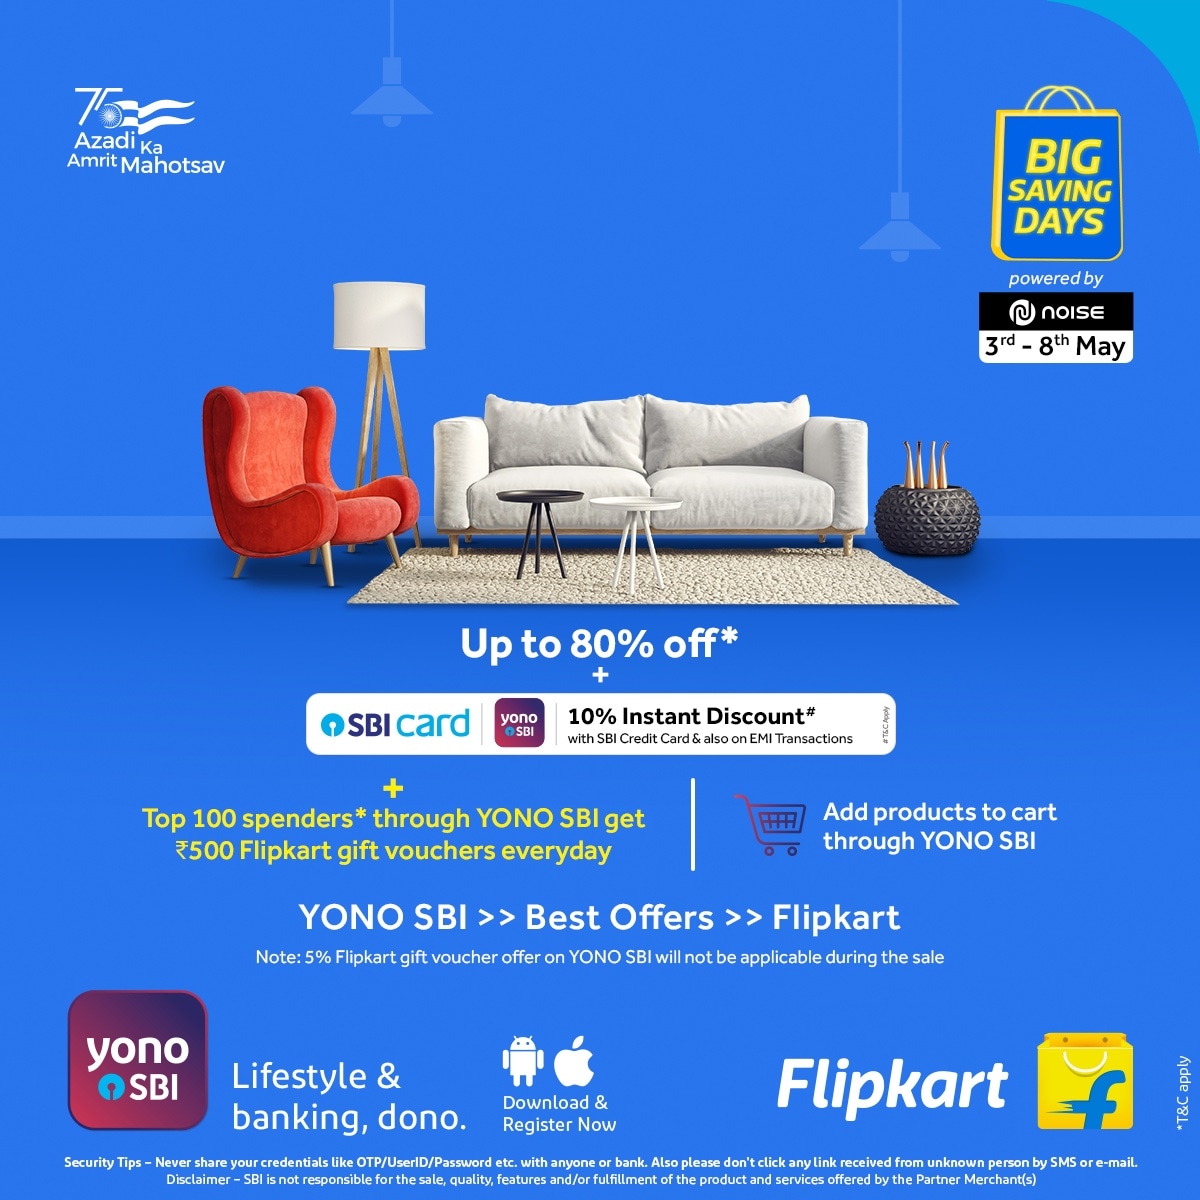 75
Azadi Ka
Amrit Mahotsav
BIG
SAVING
DAYS
powered by
NOISE
3rd - 8th May
Up to 80% off*
+
SBI card
yono
SBI
10% Instant Discount#
with SBI Credit Card & also on EMI Transactions
#T&C Apply
+
Top 100 spenders* through YONO SBI get
₹500 Flipkart gift vouchers everyday
Add products to cart
through YONO SBI
YONO SBI >> Best Offers >> Flipkart
Note: 5% Flipkart gift voucher offer on YONO SBI will not be applicable during the sale
yono
SBI
Lifestyle &
banking, dono.
Download &
Register Now
Flipkart
f
*T&C apply
Security Tips – Never share your credentials like OTP/UserID/Password etc. with anyone or bank. Also please don't click any link received from unknown person by SMS or e-mail.
Disclaimer – SBI is not responsible for the sale, quality, features and/or fulfillment of the product and services offered by the Partner Merchant(s)